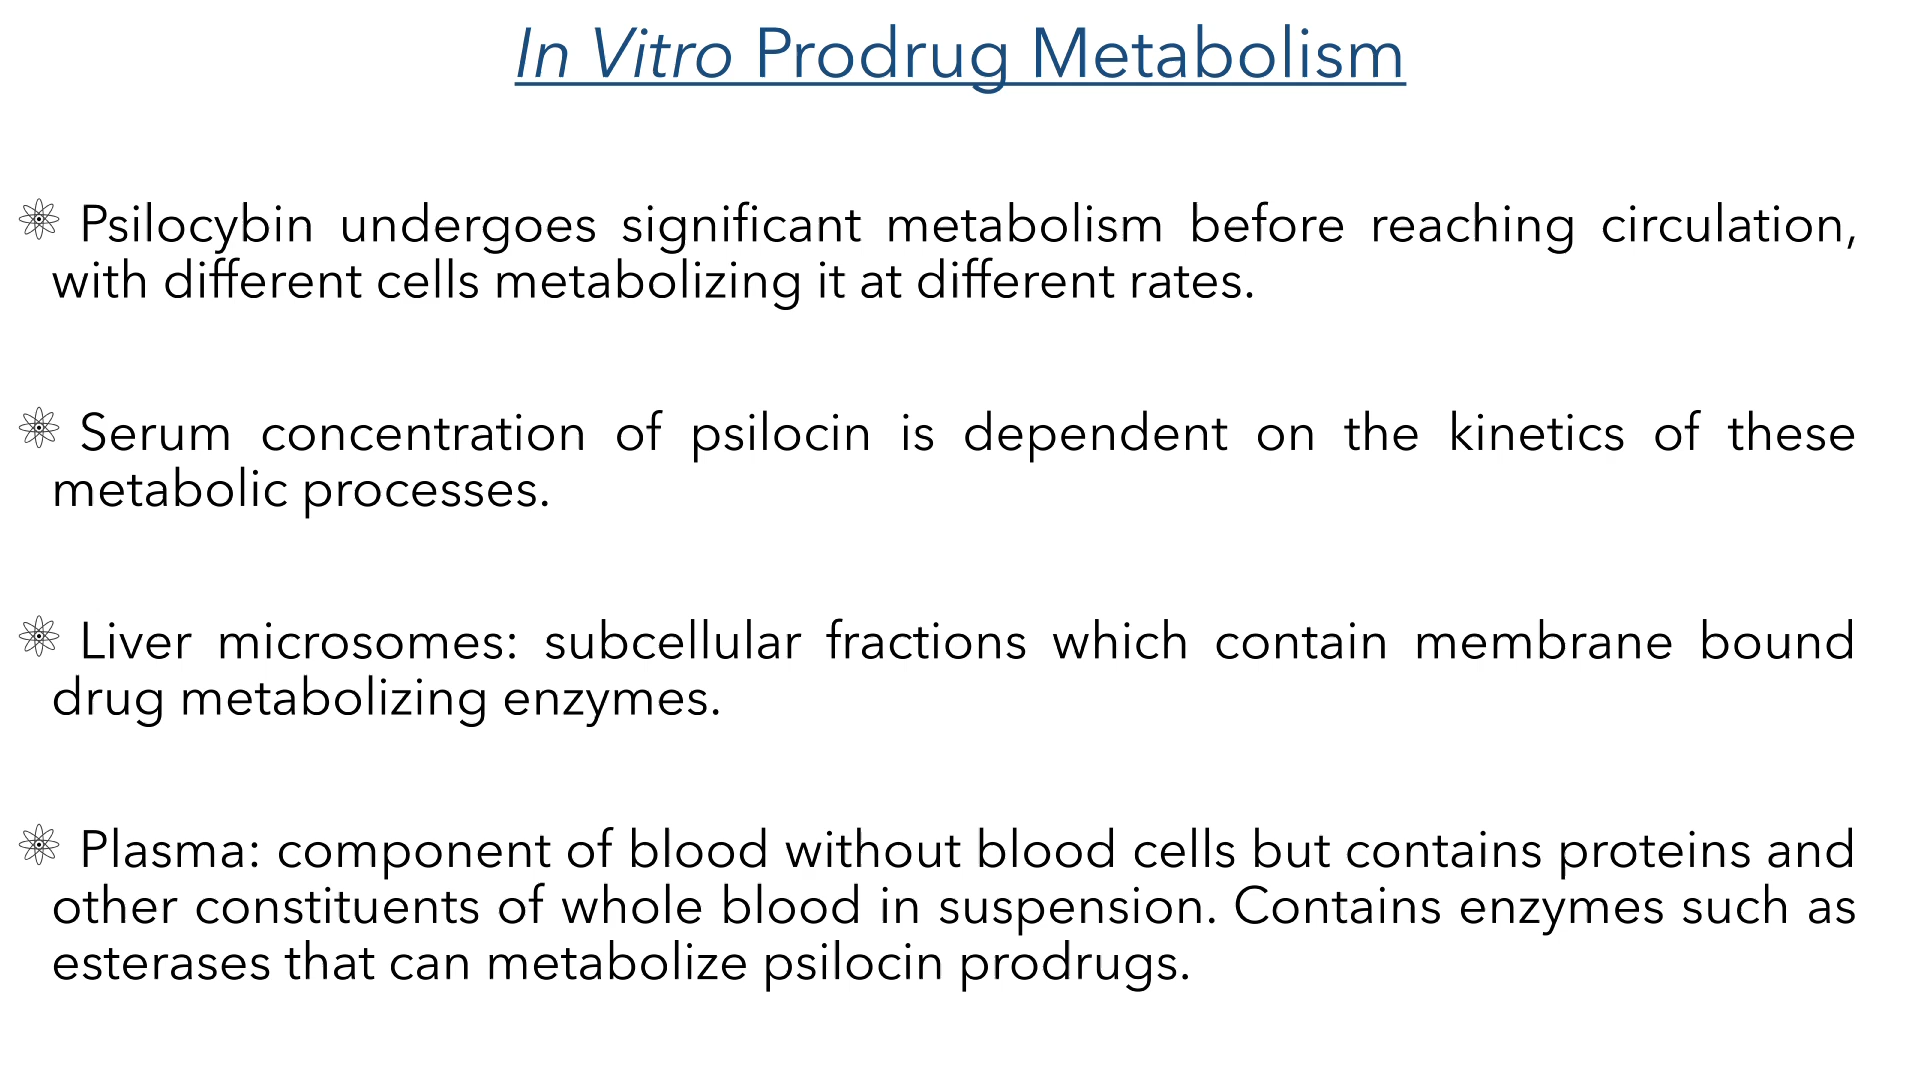 In Vitro Prodrug Metabolism
Psilocybin undergoes significant metabolism before reaching circulation,
with different cells metabolizing it at different rates.
Serum concentration of psilocin is dependent on the kinetics of these
metabolic processes.
Liver microsomes: subcellular fractions which contain membrane bound
drug metabolizing enzymes.
Plasma: component of blood without blood cells but contains proteins and
other constituents of whole blood in suspension. Contains enzymes such as
esterases that can metabolize psilocin prodrugs.